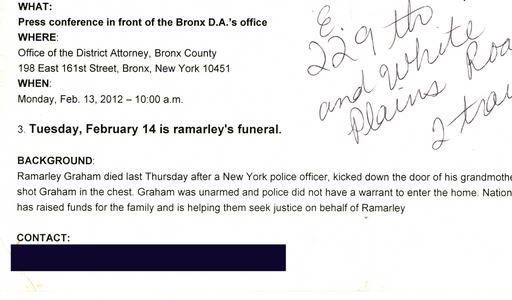 WHAT:
Press conference in front of the Bronx D.A.'s office
WHERE:
Office of the District Attorney, Bronx County
198 East 161st Street, Bronx, New York 10451
WHEN:
Monday, Feb. 13, 2012 – 10:00 a.m.
E.
229th
and White
Plains Roa
2 trai
3. Tuesday, February 14 is ramarley's funeral.
BACKGROUND:
Ramarley Graham died last Thursday after a New York police officer, kicked down the door of his grandmothe
shot Graham in the chest. Graham was unarmed and police did not have a warrant to enter the home. Nation
has raised funds for the family and is helping them seek justice on behalf of Ramarley
CONTACT: